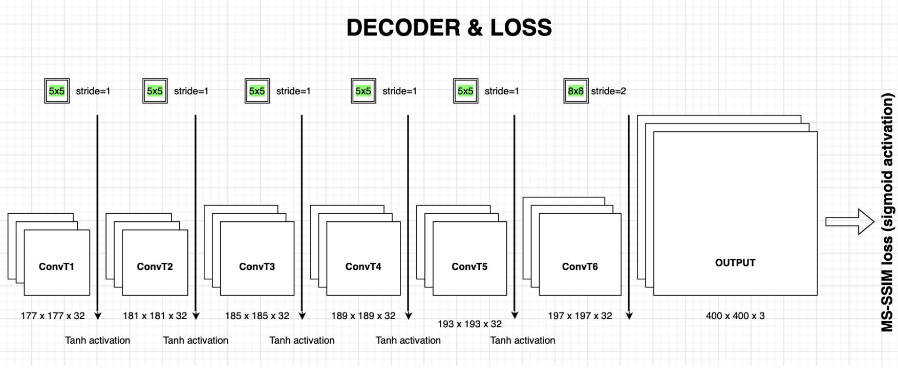 DECODER & LOSS
5x5 stride=1
5x5 stride=1
5x5 stride=1
5x5 stride=1
5x5 stride=1
8x8 stride=2
ConvT1
ConvT2
ConvT3
ConvT4
ConvT5
ConvT6
OUTPUT
177 x 177 x 32
181 x 181 x 32
185 x 185 x 32
189 x 189 x 32
193 x 193 x 32
197 x 197 x 32
400 x 400 x 3
Tanh activation
Tanh activation
Tanh activation
Tanh activation
Tanh activation
MS-SSIM loss (sigmoid activation)